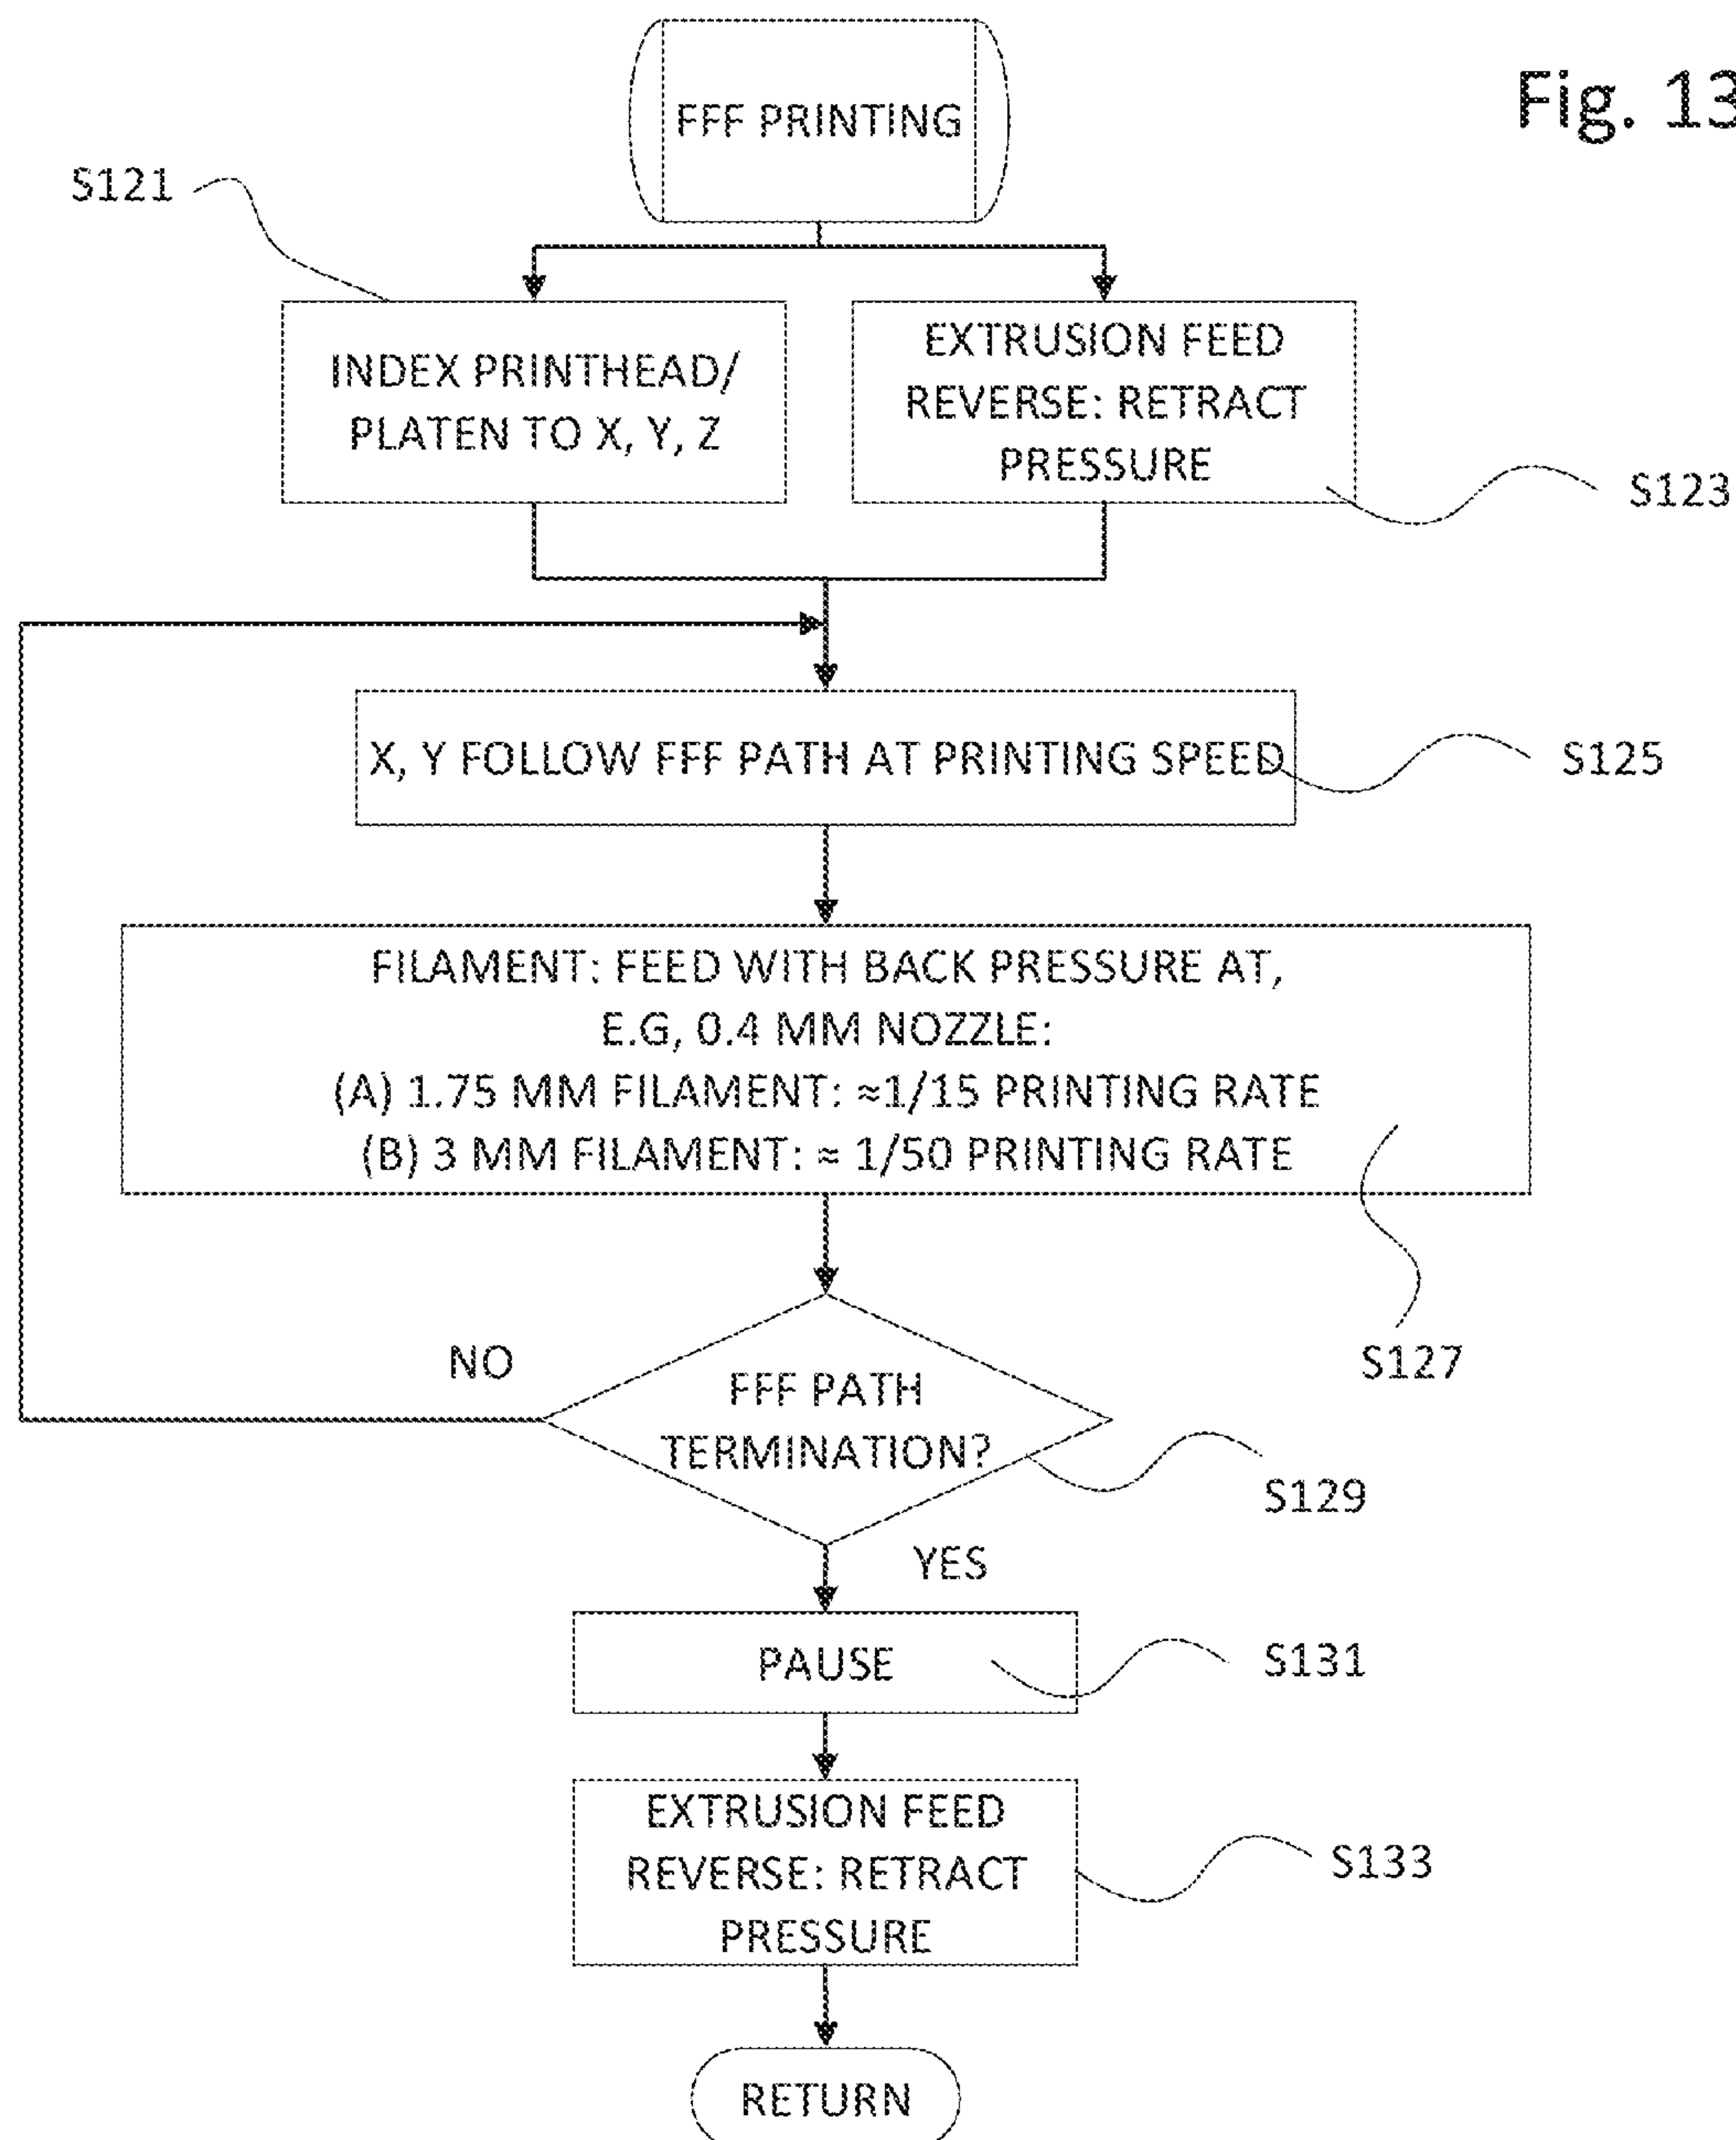 Fig. 13
FFF PRINTING
S121
INDEX PRINTHEAD/
PLATEN TO X, Y, Z
EXTRUSION FEED
REVERSE: RETRACT
PRESSURE
S123
X, Y FOLLOW FFF PATH AT PRINTING SPEED
S125
FILAMENT: FEED WITH BACK PRESSURE AT,
E.G, 0.4 MM NOZZLE:
(A) 1.75 MM FILAMENT: ≈1/15 PRINTING RATE
(B) 3 MM FILAMENT: ≈ 1/50 PRINTING RATE
S127
NO
FFF PATH
TERMINATION?
S129
YES
PAUSE
S131
EXTRUSION FEED
REVERSE: RETRACT
PRESSURE
S133
RETURN